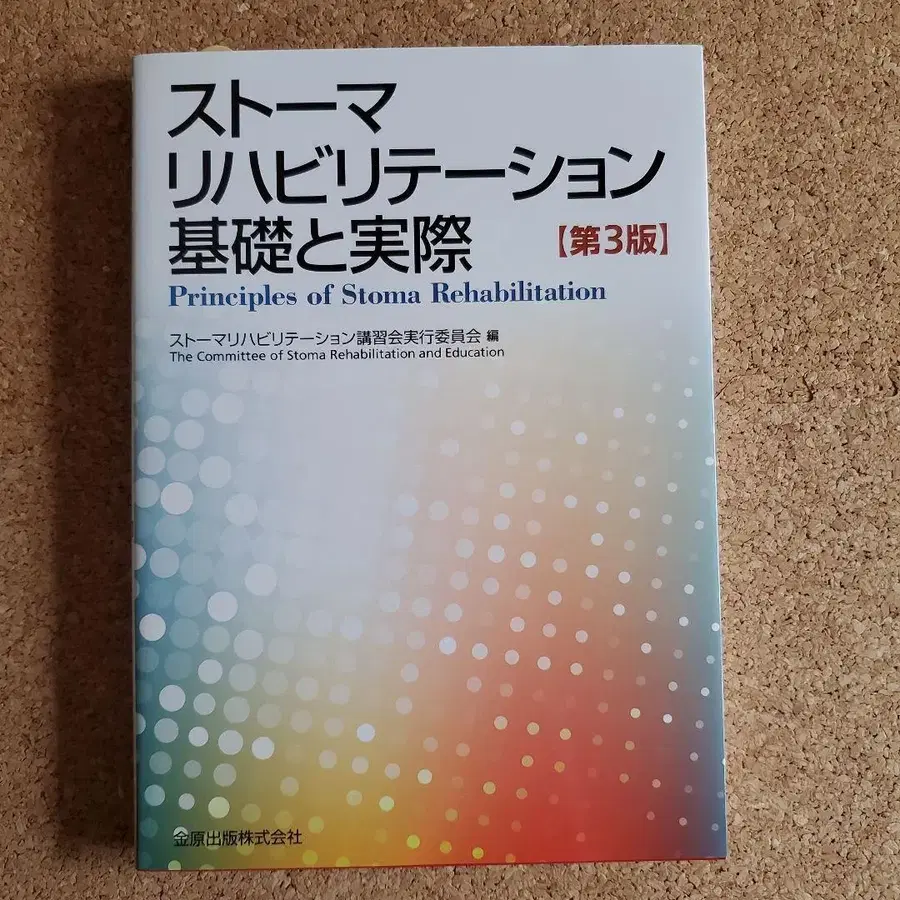 ストーマ
リハビリテーション
基礎と実際
【第3版】
Principles of Stoma Rehabilitation
ストーマリハビリテーション講習会実行委員会 編
The Committee of Stoma Rehabilitation and Education
金原出版株式会社